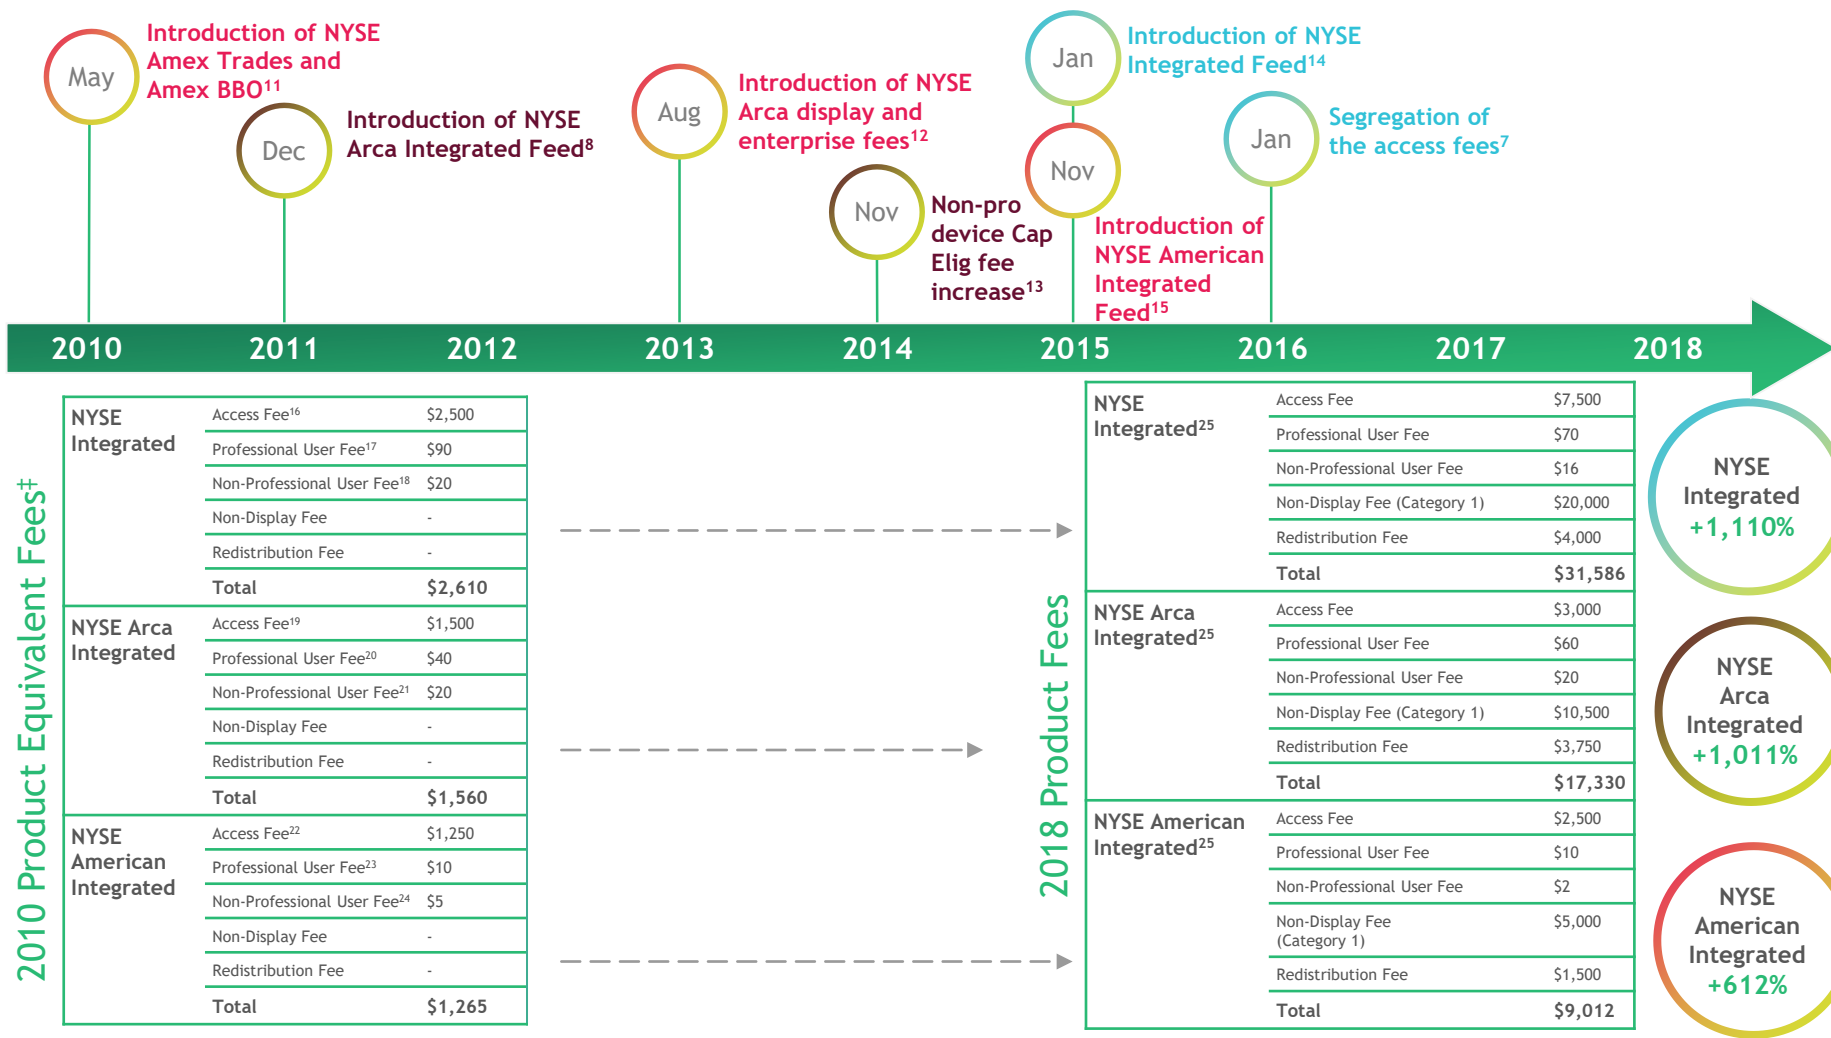 May
Introduction of NYSE
Amex Trades and
Amex BBO¹¹
Dec
Introduction of NYSE
Arca Integrated Feed⁸
Aug
Introduction of NYSE
Arca display and
enterprise fees¹²
Nov
Non-pro
device Cap
Elig fee
increase¹³
Jan
Introduction of NYSE
Integrated Feed¹⁴
Nov
Introduction of
NYSE American
Integrated
Feed¹⁵
Jan
Segregation of
the access fees⁷
2010 2011 2012 2013 2014 2015 2016 2017 2018
2010 Product Equivalent Fees‡
NYSE
Integrated
Access Fee¹⁶ $2,500
Professional User Fee¹⁷ $90
Non-Professional User Fee¹⁸ $20
Non-Display Fee -
Redistribution Fee -
Total $2,610
NYSE Arca
Integrated
Access Fee¹⁹ $1,500
Professional User Fee²⁰ $40
Non-Professional User Fee²¹ $20
Non-Display Fee -
Redistribution Fee -
Total $1,560
NYSE
American
Integrated
Access Fee²² $1,250
Professional User Fee²³ $10
Non-Professional User Fee²⁴ $5
Non-Display Fee -
Redistribution Fee -
Total $1,265
2018 Product Fees
NYSE
Integrated²⁵
Access Fee $7,500
Professional User Fee $70
Non-Professional User Fee $16
Non-Display Fee (Category 1) $20,000
Redistribution Fee $4,000
Total $31,586
NYSE Arca
Integrated²⁵
Access Fee $3,000
Professional User Fee $60
Non-Professional User Fee $20
Non-Display Fee (Category 1) $10,500
Redistribution Fee $3,750
Total $17,330
NYSE American
Integrated²⁵
Access Fee $2,500
Professional User Fee $10
Non-Professional User Fee $2
Non-Display Fee $5,000
(Category 1)
Redistribution Fee $1,500
Total $9,012
NYSE
Integrated
+1,110%
NYSE
Arca
Integrated
+1,011%
NYSE
American
Integrated
+612%